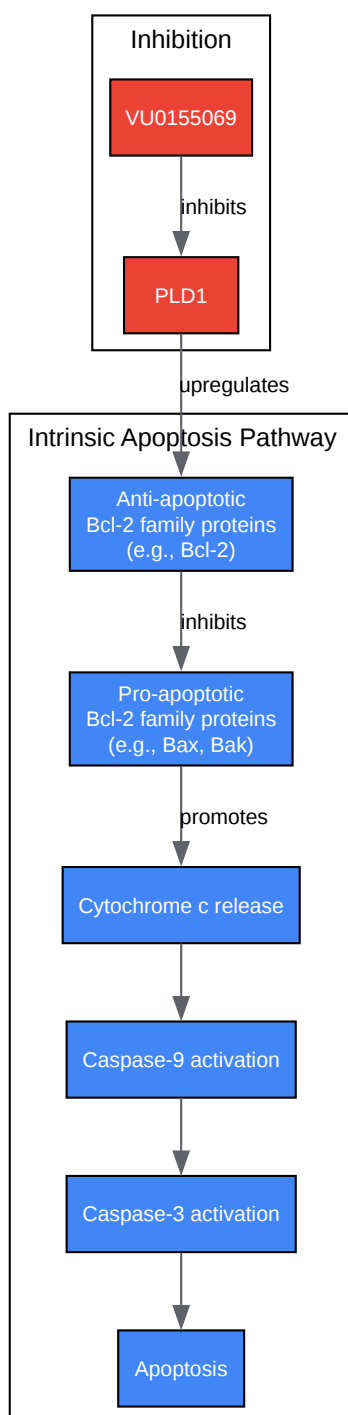 Inhibition
VU0155069
inhibits
PLD1
upregulates
Intrinsic Apoptosis Pathway
Anti-apoptotic
Bcl-2 family proteins
(e.g., Bcl-2)
inhibits
Pro-apoptotic
Bcl-2 family proteins
(e.g., Bax, Bak)
promotes
Cytochrome c release
Caspase-9 activation
Caspase-3 activation
Apoptosis